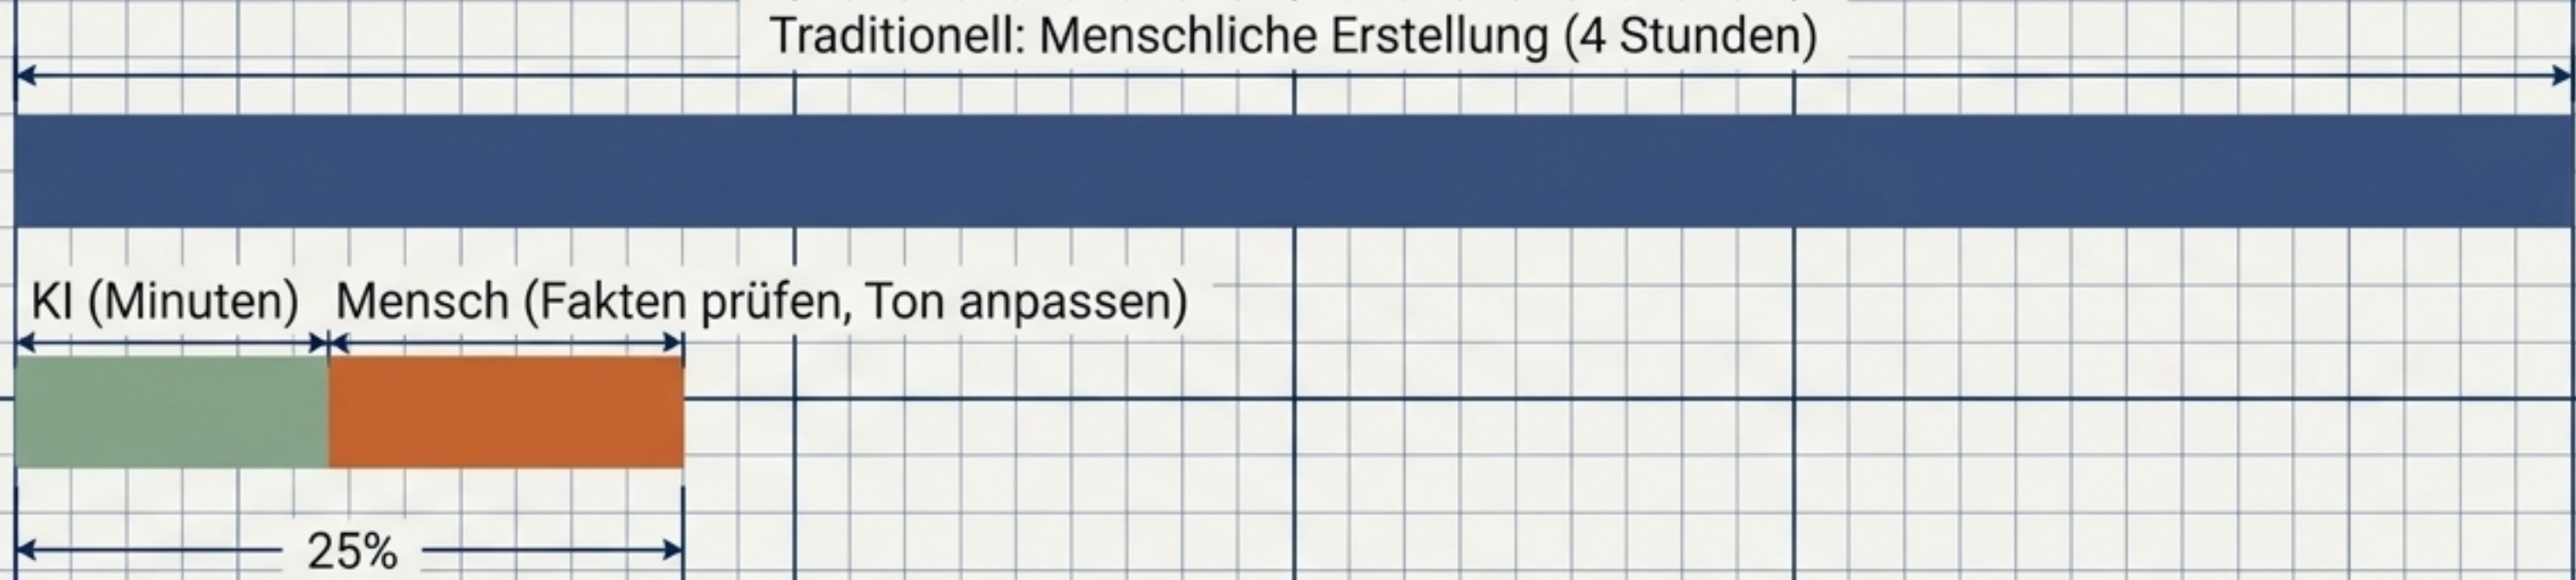 Traditionell: Menschliche Erstellung (4 Stunden)
KI (Minuten)
Mensch (Fakten prüfen, Ton anpassen)
25%